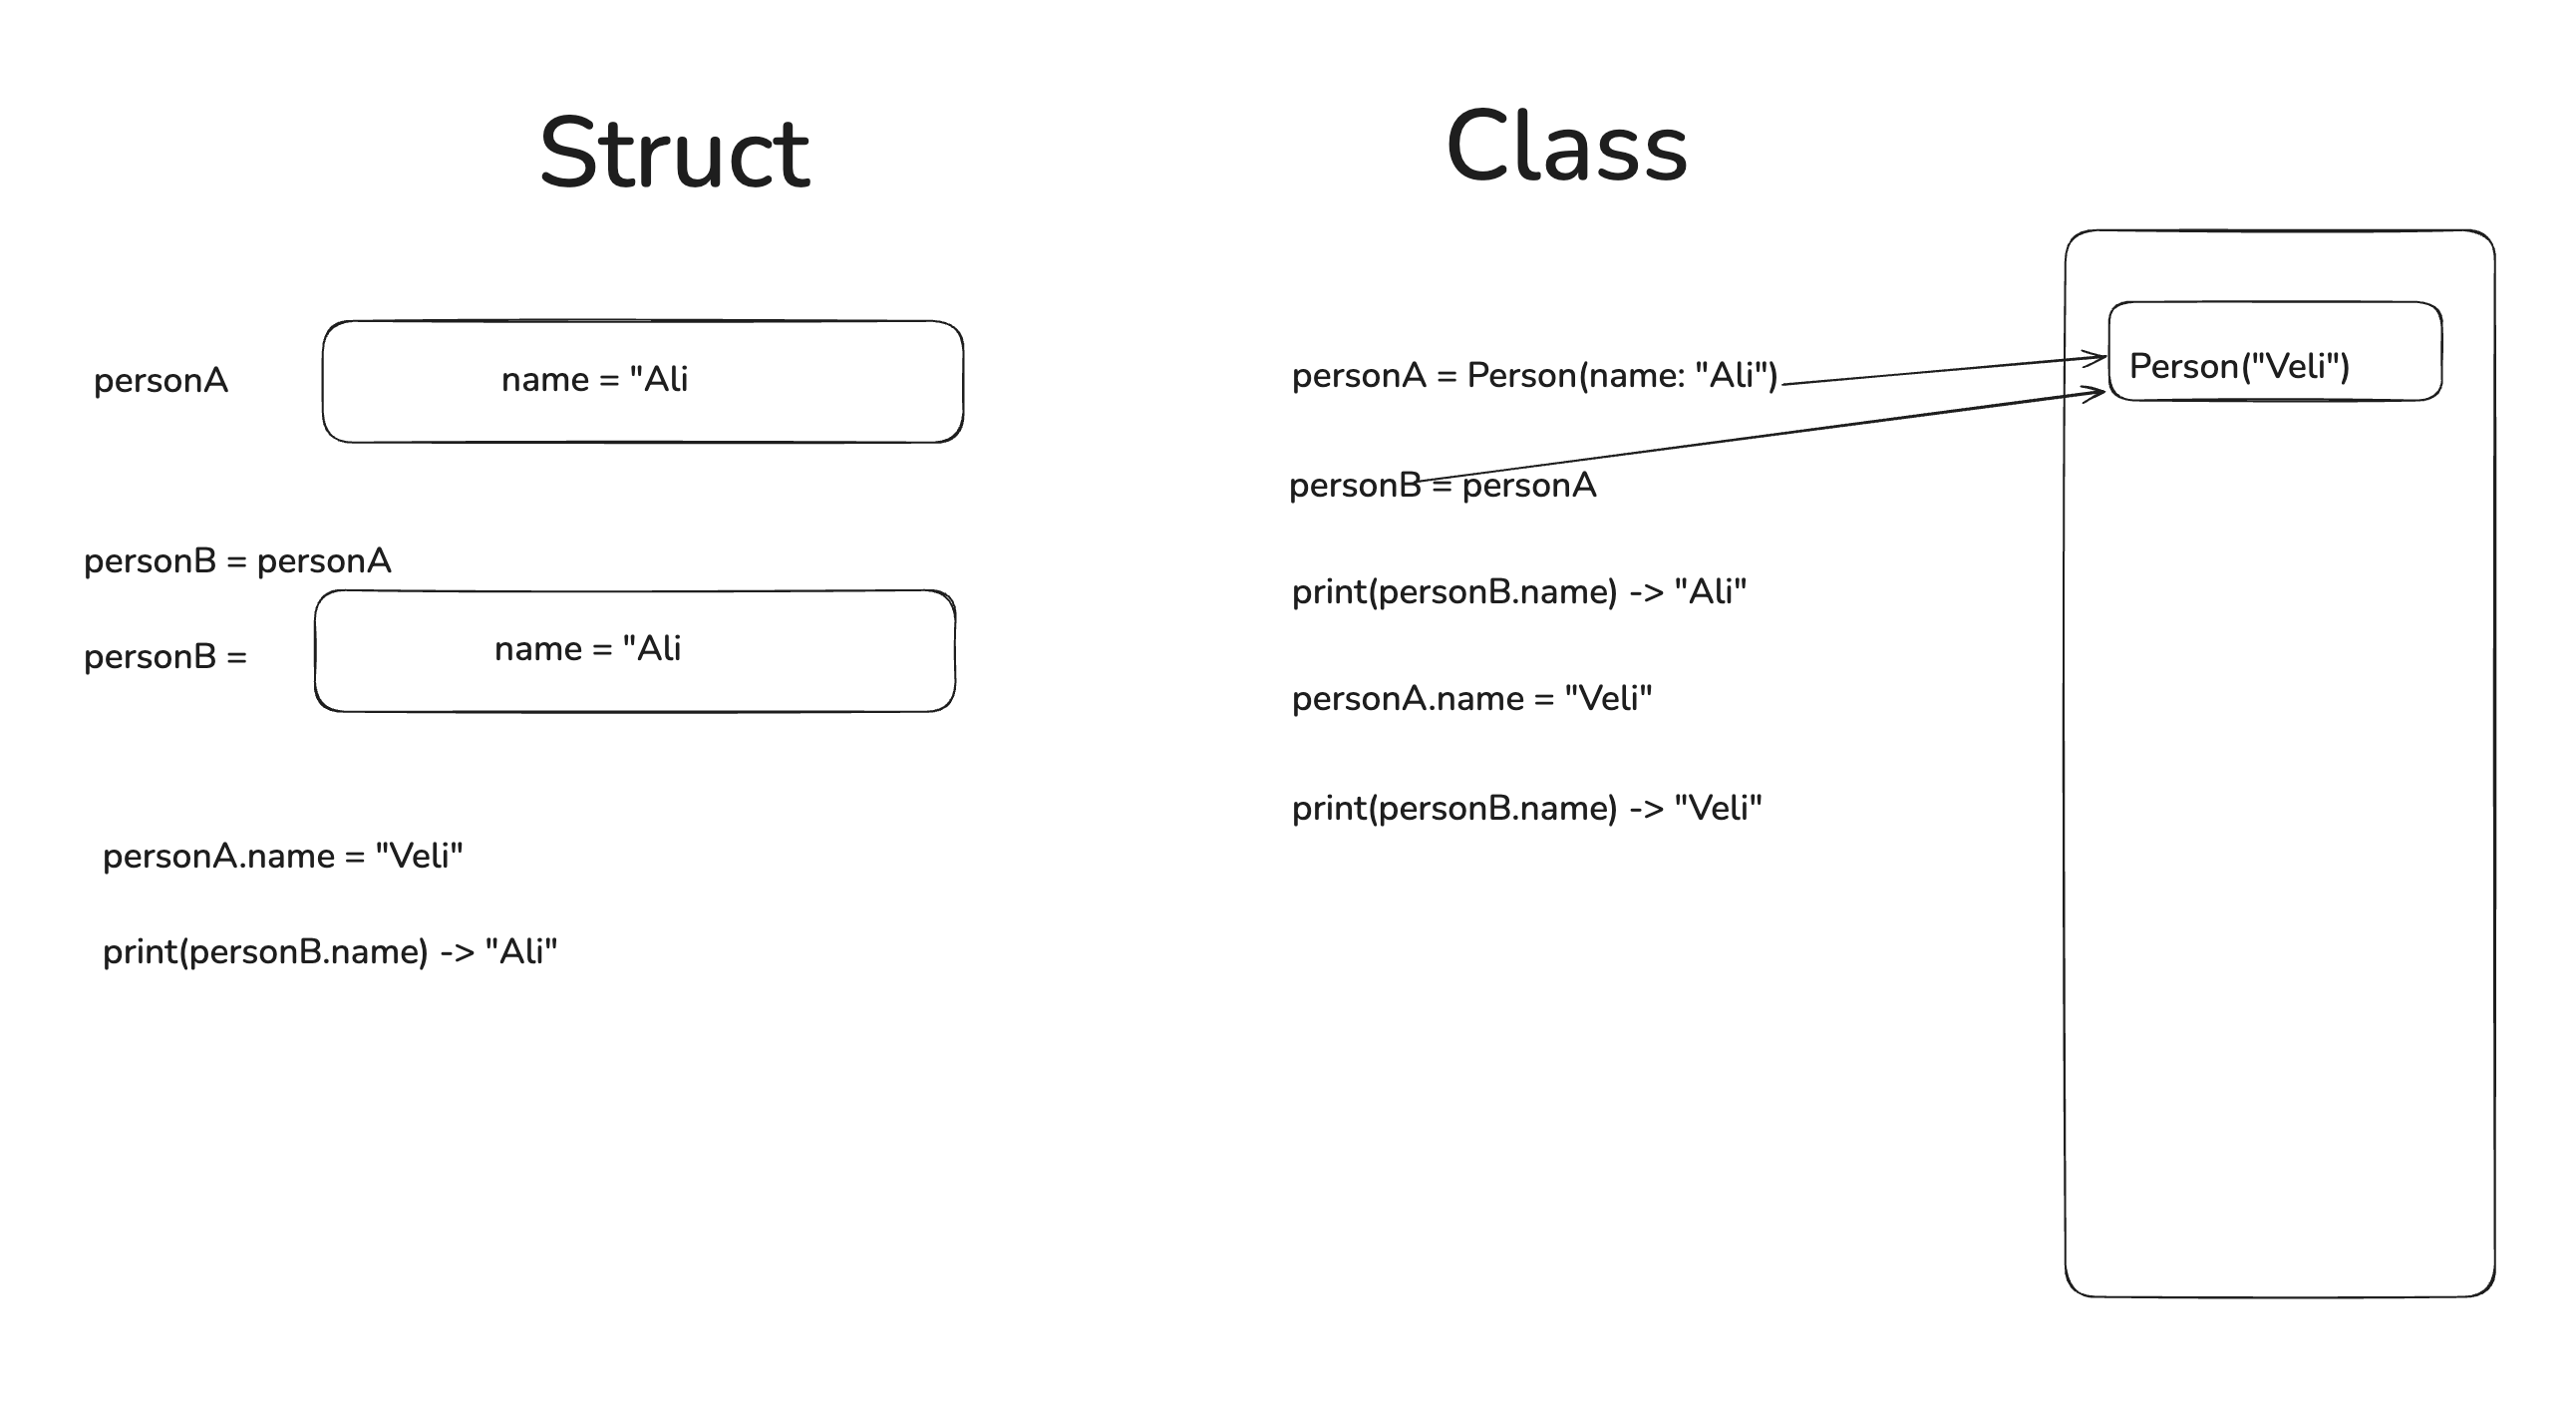 Struct
personA
name = "Ali
personB = personA
personB =
name = "Ali
personA.name = "Veli"
print(personB.name) -> "Ali"
Class
personA = Person(name: "Ali")
Person("Veli")
personB = personA
print(personB.name) -> "Ali"
personA.name = "Veli"
print(personB.name) -> "Veli"